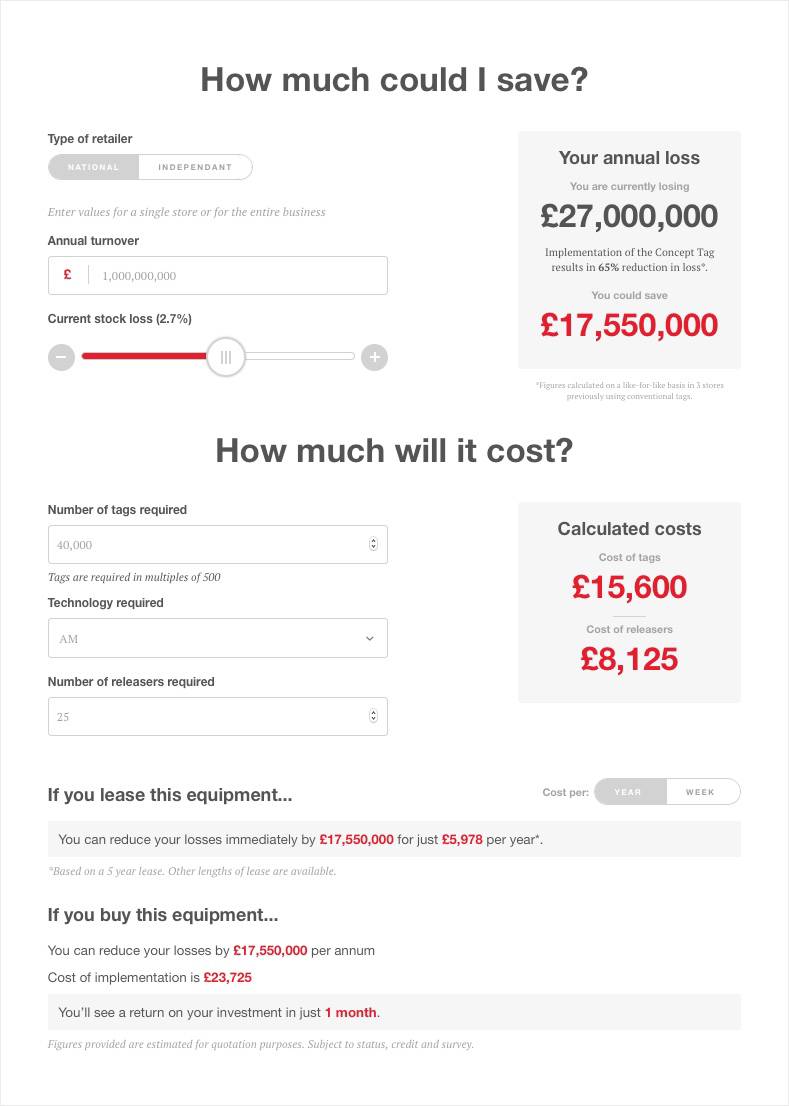 How much could I save?
Type of retailer
NATIONAL INDEPENDANT
Enter values for a single store or for the entire business
Annual turnover
£ 1,000,000,000
Current stock loss (2.7%)
Your annual loss
You are currently losing
£27,000,000
Implementation of the Concept Tag
results in 65% reduction in loss*.
You could save
£17,550,000
*Figures calculated on a like-for-like basis in 3 stores
previously using conventional tags.
How much will it cost?
Number of tags required
40,000
Tags are required in multiples of 500
Technology required
AM
Number of releasers required
25
Calculated costs
Cost of tags
£15,600
Cost of releasers
£8,125
If you lease this equipment...
Cost per: YEAR WEEK
You can reduce your losses immediately by £17,550,000 for just £5,978 per year*.
*Based on a 5 year lease. Other lengths of lease are available.
If you buy this equipment...
You can reduce your losses by £17,550,000 per annum
Cost of implementation is £23,725
You'll see a return on your investment in just 1 month.
Figures provided are estimated for quotation purposes. Subject to status, credit and survey.